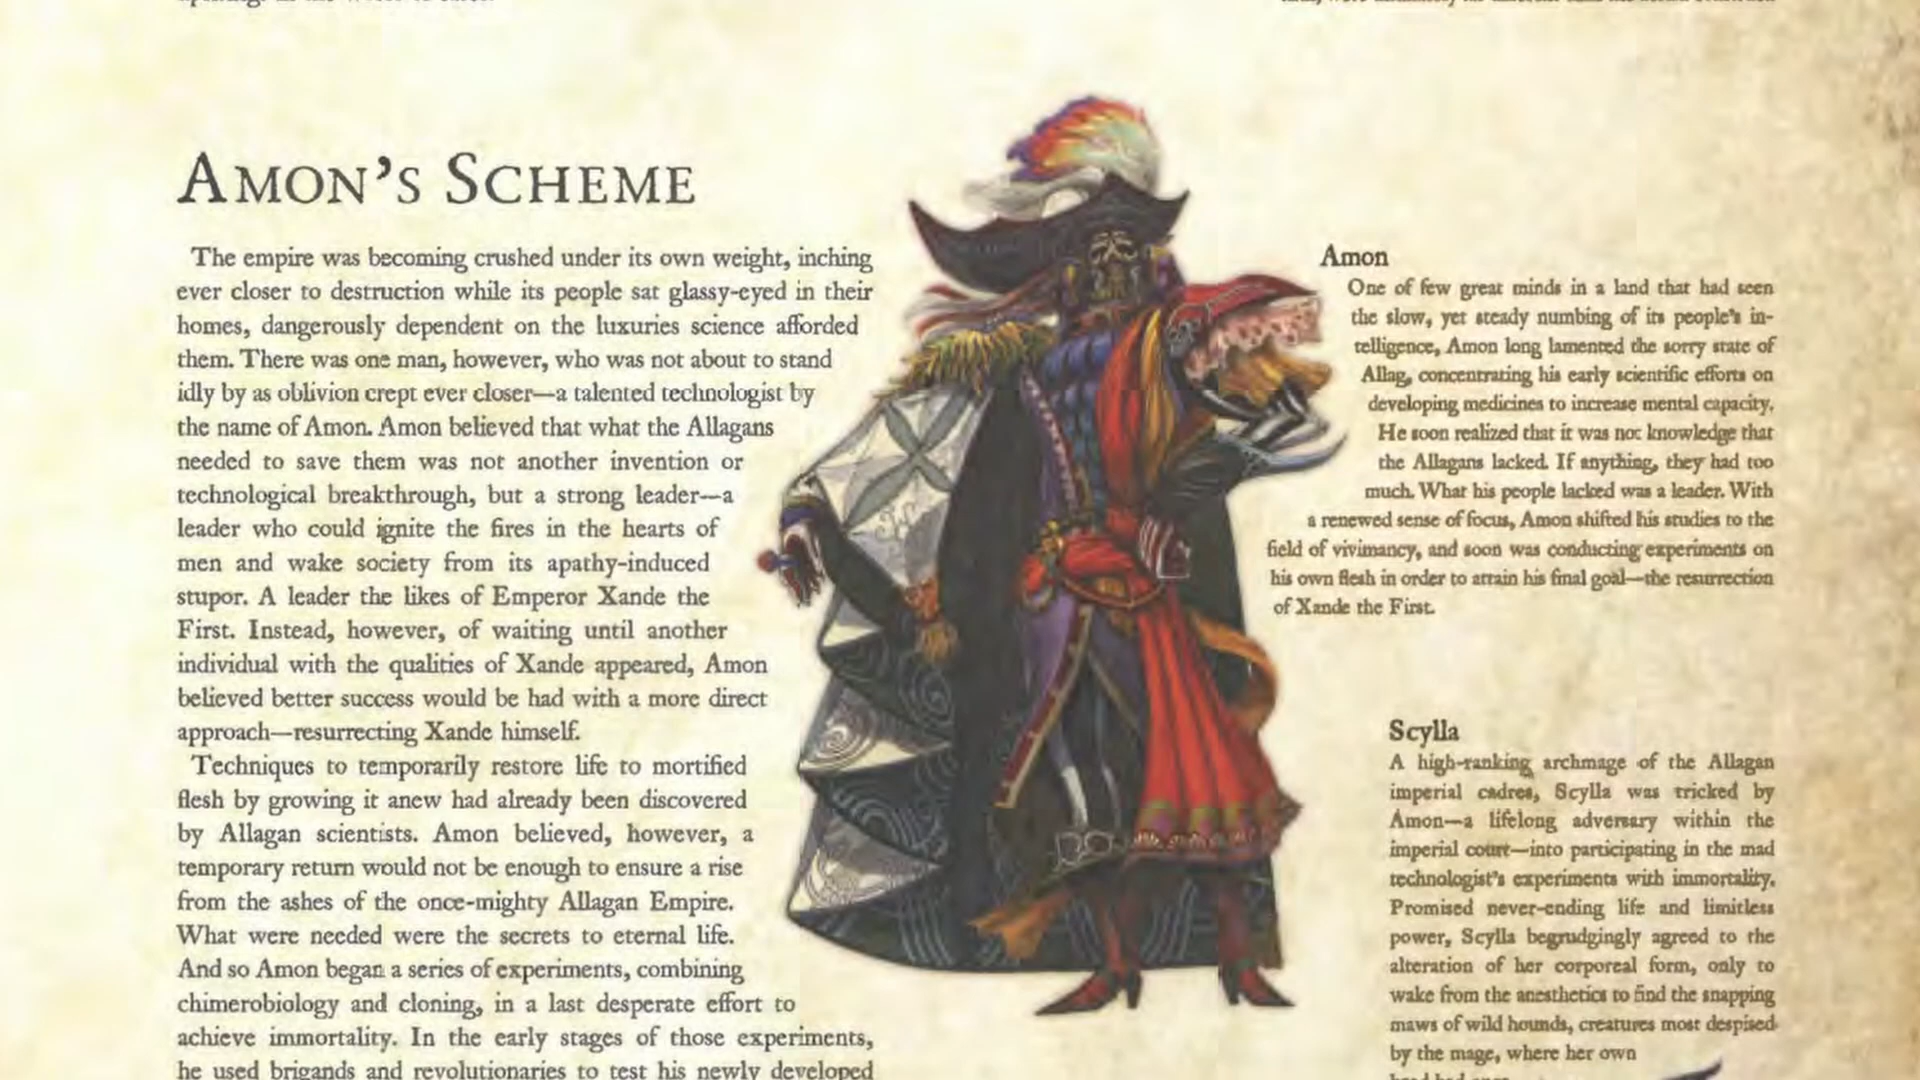 Amon's Scheme
The empire was becoming crushed under its own weight, inching
ever closer to destruction while its people sat glassy-eyed in their
homes, dangerously dependent on the luxuries science afforded
them. There was one man, however, who was not about to stand
idly by as oblivion crept ever closer—a talented technologist by
the name of Amon. Amon believed that what the Allagans
needed to save them was not another invention or
technological breakthrough, but a strong leader—a
leader who could ignite the fires in the hearts of
men and wake society from its apathy-induced
stupor. A leader the likes of Emperor Xande the
First. Instead, however, of waiting until another
individual with the qualities of Xande appeared, Amon
believed better success would be had with a more direct
approach—resurrecting Xande himself.
Techniques to temporarily restore life to mortified
flesh by growing it anew had already been discovered
by Allagan scientists. Amon believed, however, a
temporary return would not be enough to ensure a rise
from the ashes of the once-mighty Allagan Empire.
What were needed were the secrets to eternal life.
And so Amon began a series of experiments, combining
chimerobiology and cloning, in a last desperate effort to
achieve immortality. In the early stages of those experiments,
he used brigands and revolutionaries to test his newly developed
Amon
One of few great minds in a land that had seen
the slow, yet steady numbing of its people's in-
telligence, Amon long lamented the sorry state of
Allag, concentrating his early scientific efforts on
developing medicines to increase mental capacity.
He soon realized that it was not knowledge that
the Allagans lacked. If anything, they had too
much. What his people lacked was a leader. With
a renewed sense of focus, Amon shifted his studies to the
field of vivimancy, and soon was conducting experiments on
his own flesh in order to attain his final goal—the resurrection
of Xande the First.
Scylla
A high-ranking archmage of the Allagan
imperial cadres, Scylla was tricked by
Amon—a lifelong adversary within the
imperial court—into participating in the mad
technologist's experiments with immortality.
Promised never-ending life and limitless
power, Scylla begrudgingly agreed to the
alteration of her corporeal form, only to
wake from the anesthetics to find the snapping
maws of wild hounds, creatures most despised
by the mage, where her own